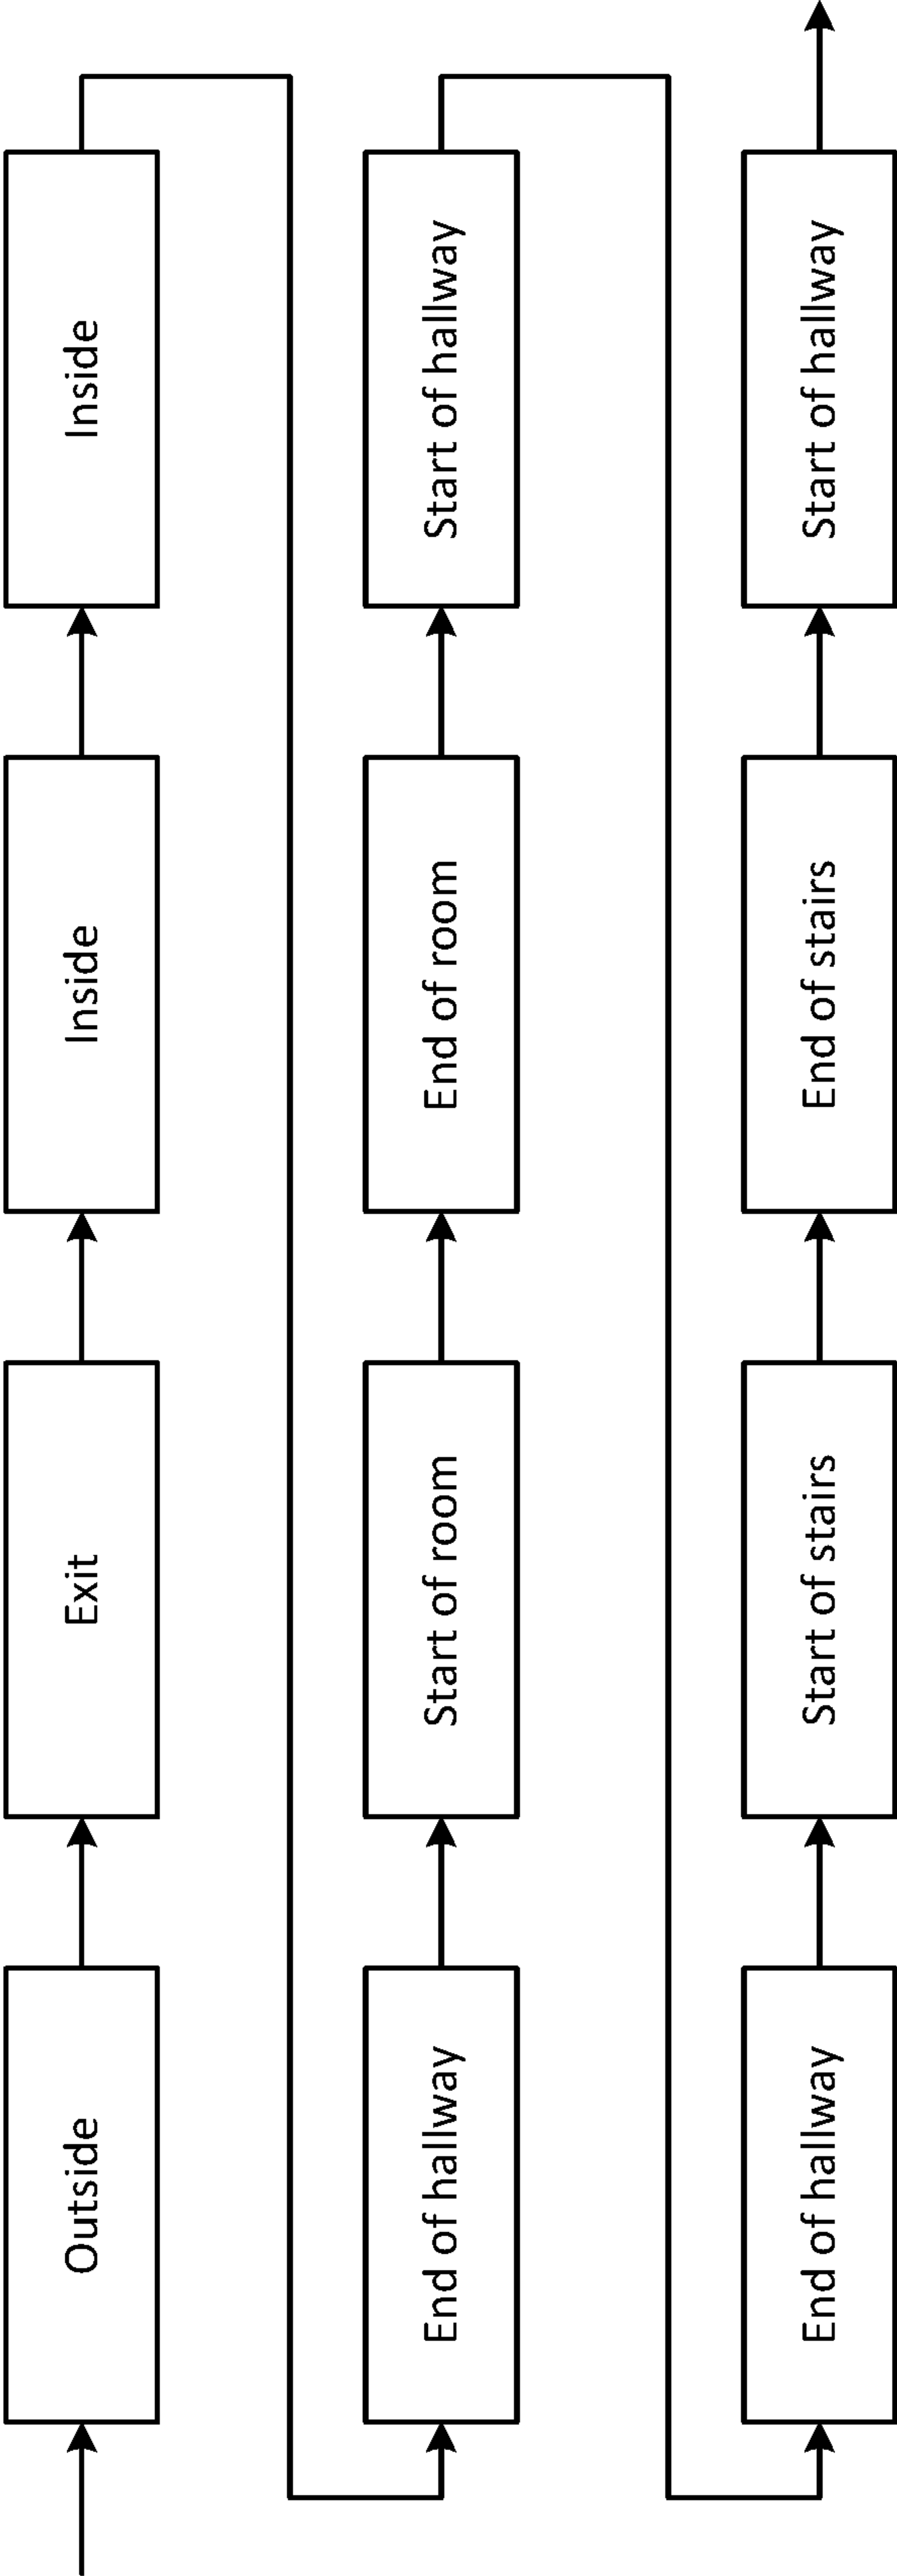 Outside
Exit
Inside
Inside
End of hallway
Start of room
End of room
Start of hallway
End of hallway
Start of stairs
End of stairs
Start of hallway